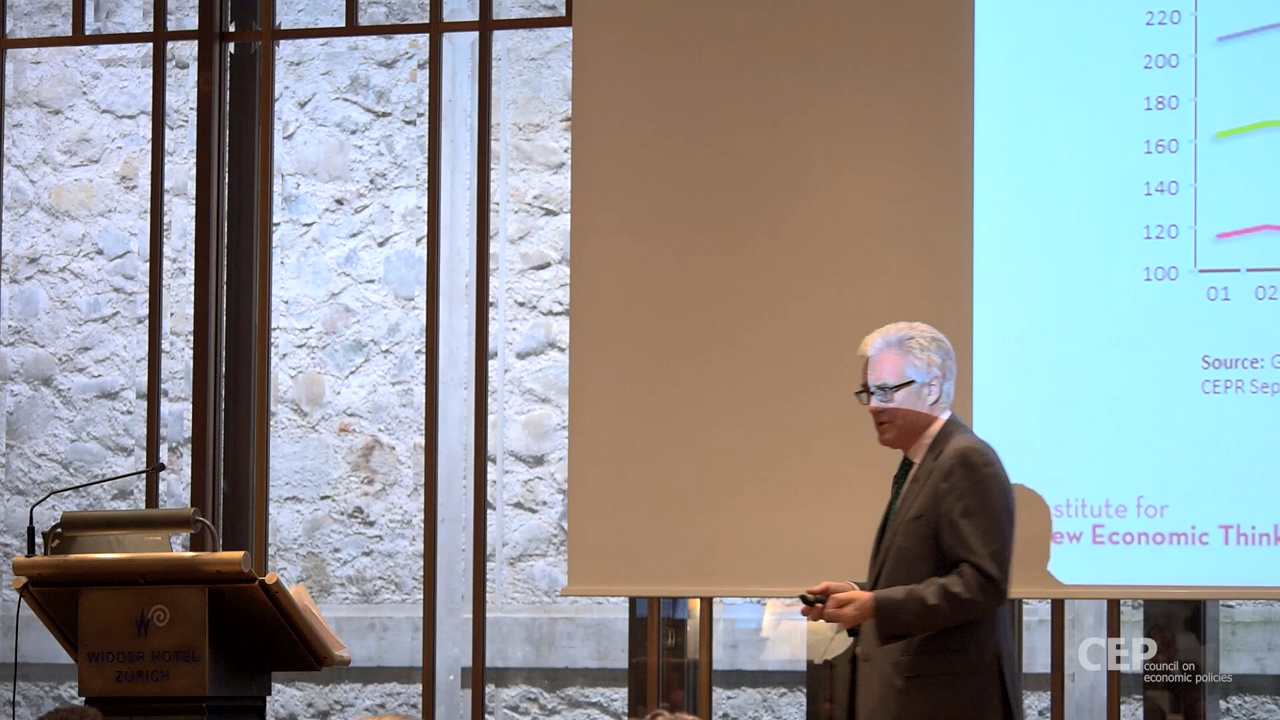 220
200
180
160
140
120
100
01 02
Source:
CEPR Sep
stitute for
ew Economic Think
WIDDER HOTEL
ZÜRICH
CEP council on
economic policies